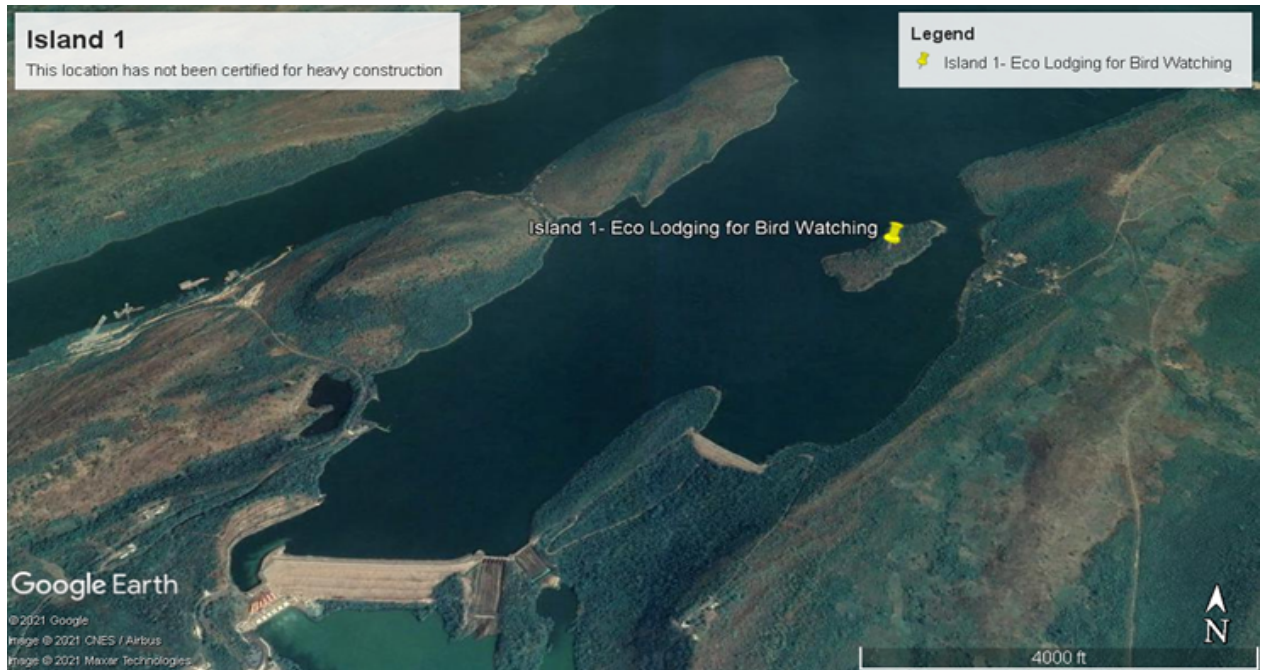 Island 1
This location has not been certified for heavy construction
Legend
Island 1- Eco Lodging for Bird Watching
Island 1- Eco Lodging for Bird Watching
Google Earth
©2021 Google
Image © 2021 CNES / Airbus
Image © 2021 Maxar Technologies
4000 ft
N